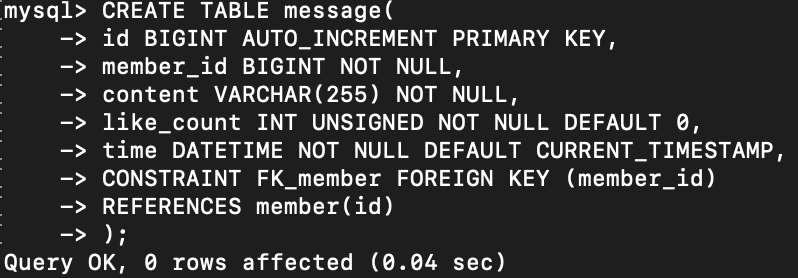 mysql> CREATE TABLE message(
    -> id BIGINT AUTO_INCREMENT PRIMARY KEY,
    -> member_id BIGINT NOT NULL,
    -> content VARCHAR(255) NOT NULL,
    -> like_count INT UNSIGNED NOT NULL DEFAULT 0,
    -> time DATETIME NOT NULL DEFAULT CURRENT_TIMESTAMP,
    -> CONSTRAINT FK_member FOREIGN KEY (member_id)
    -> REFERENCES member(id)
    -> );
Query OK, 0 rows affected (0.04 sec)